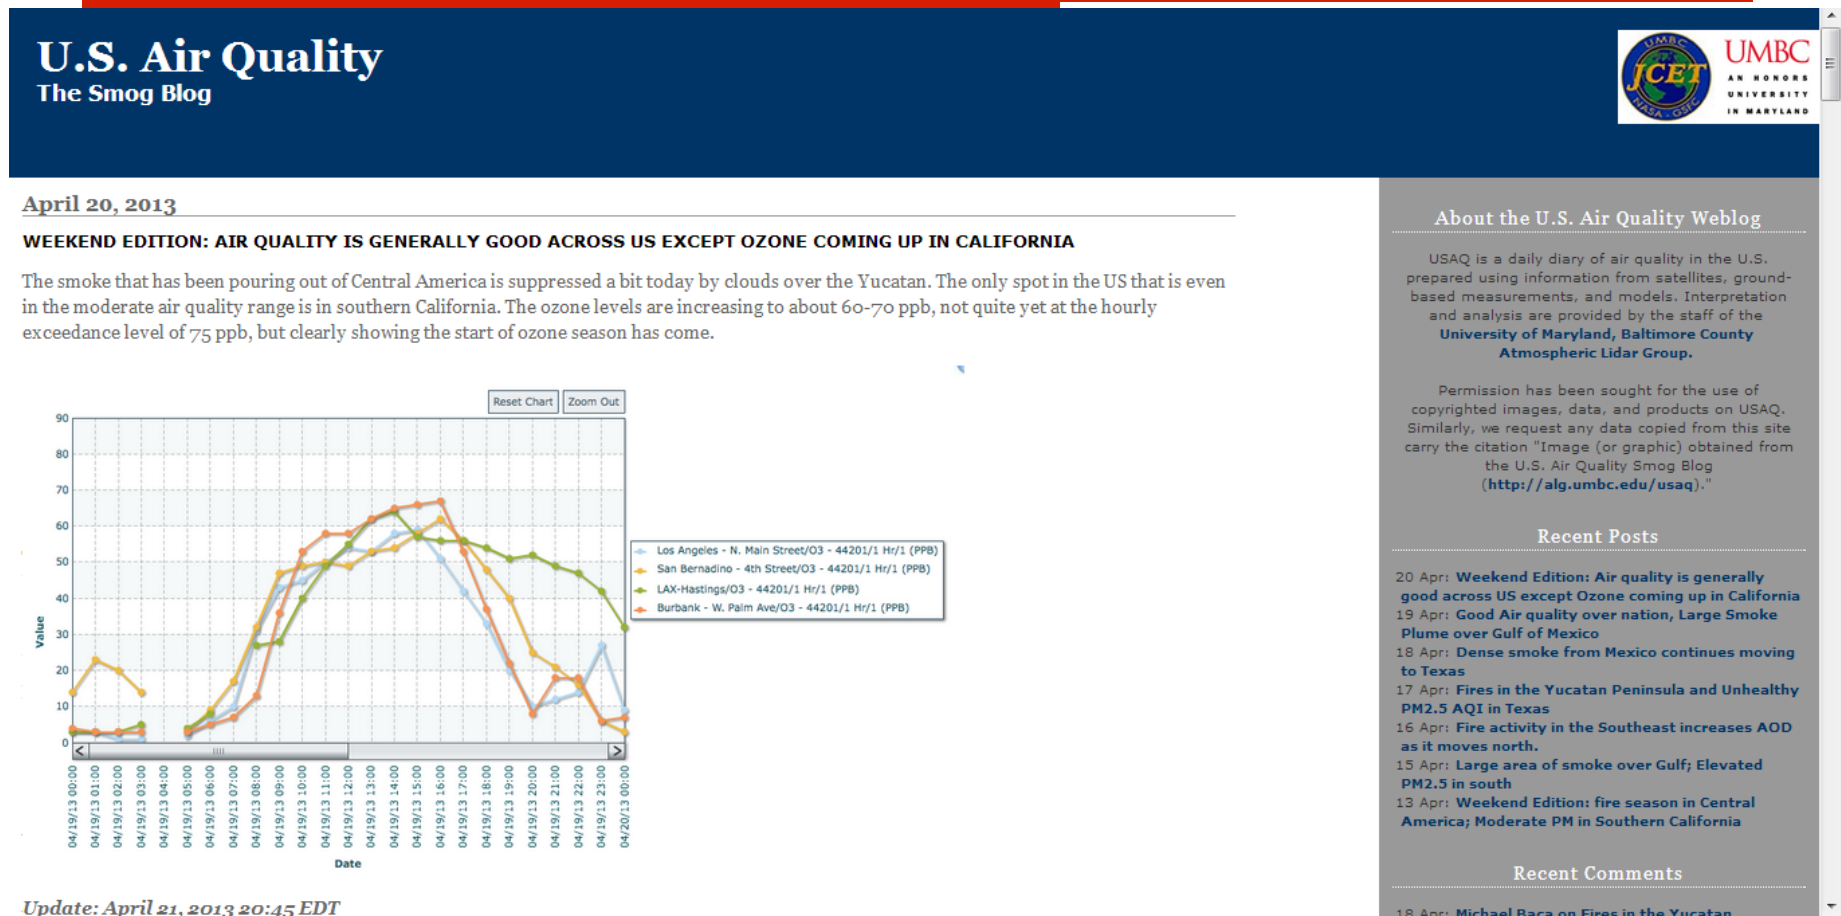 U.S. Air Quality
The Smog Blog
UMBC
JCET
NASA - GSFC
UMBC
AN HONORS
UNIVERSITY
IN MARYLAND
April 20, 2013
WEEKEND EDITION: AIR QUALITY IS GENERALLY GOOD ACROSS US EXCEPT OZONE COMING UP IN CALIFORNIA
The smoke that has been pouring out of Central America is suppressed a bit today by clouds over the Yucatan. The only spot in the US that is even
in the moderate air quality range is in southern California. The ozone levels are increasing to about 60-70 ppb, not quite yet at the hourly
exceedance level of 75 ppb, but clearly showing the start of ozone season has come.
Reset Chart
Zoom Out
90
80
70
60
50
40
30
20
10
0
Value
Los Angeles - N. Main Street/O3 - 44201/1 Hr/1 (PPB)
San Bernadino - 4th Street/O3 - 44201/1 Hr/1 (PPB)
LAX-Hastings/O3 - 44201/1 Hr/1 (PPB)
Burbank - W. Palm Ave/O3 - 44201/1 Hr/1 (PPB)
04/19/13 00:00
04/19/13 01:00
04/19/13 02:00
04/19/13 03:00
04/19/13 04:00
04/19/13 05:00
04/19/13 06:00
04/19/13 07:00
04/19/13 08:00
04/19/13 09:00
04/19/13 10:00
04/19/13 11:00
04/19/13 12:00
04/19/13 13:00
04/19/13 14:00
04/19/13 15:00
04/19/13 16:00
04/19/13 17:00
04/19/13 18:00
04/19/13 19:00
04/19/13 20:00
04/19/13 21:00
04/19/13 22:00
04/19/13 23:00
04/20/13 00:00
Date
Update: April 21, 2013 20:45 EDT
About the U.S. Air Quality Weblog
USAQ is a daily diary of air quality in the U.S.
prepared using information from satellites, ground-
based measurements, and models. Interpretation
and analysis are provided by the staff of the
University of Maryland, Baltimore County
Atmospheric Lidar Group.
Permission has been sought for the use of
copyrighted images, data, and products on USAQ.
Similarly, we request any data copied from this site
carry the citation "Image (or graphic) obtained from
the U.S. Air Quality Smog Blog
(http://alg.umbc.edu/usaq)."
Recent Posts
20 Apr: Weekend Edition: Air quality is generally
good across US except Ozone coming up in California
19 Apr: Good Air quality over nation, Large Smoke
Plume over Gulf of Mexico
18 Apr: Dense smoke from Mexico continues moving
to Texas
17 Apr: Fires in the Yucatan Peninsula and Unhealthy
PM2.5 AQI in Texas
16 Apr: Fire activity in the Southeast increases AOD
as it moves north.
15 Apr: Large area of smoke over Gulf; Elevated
PM2.5 in south
13 Apr: Weekend Edition: fire season in Central
America; Moderate PM in Southern California
Recent Comments
18 Apr: Michael Baca on Fires in the Yucatan